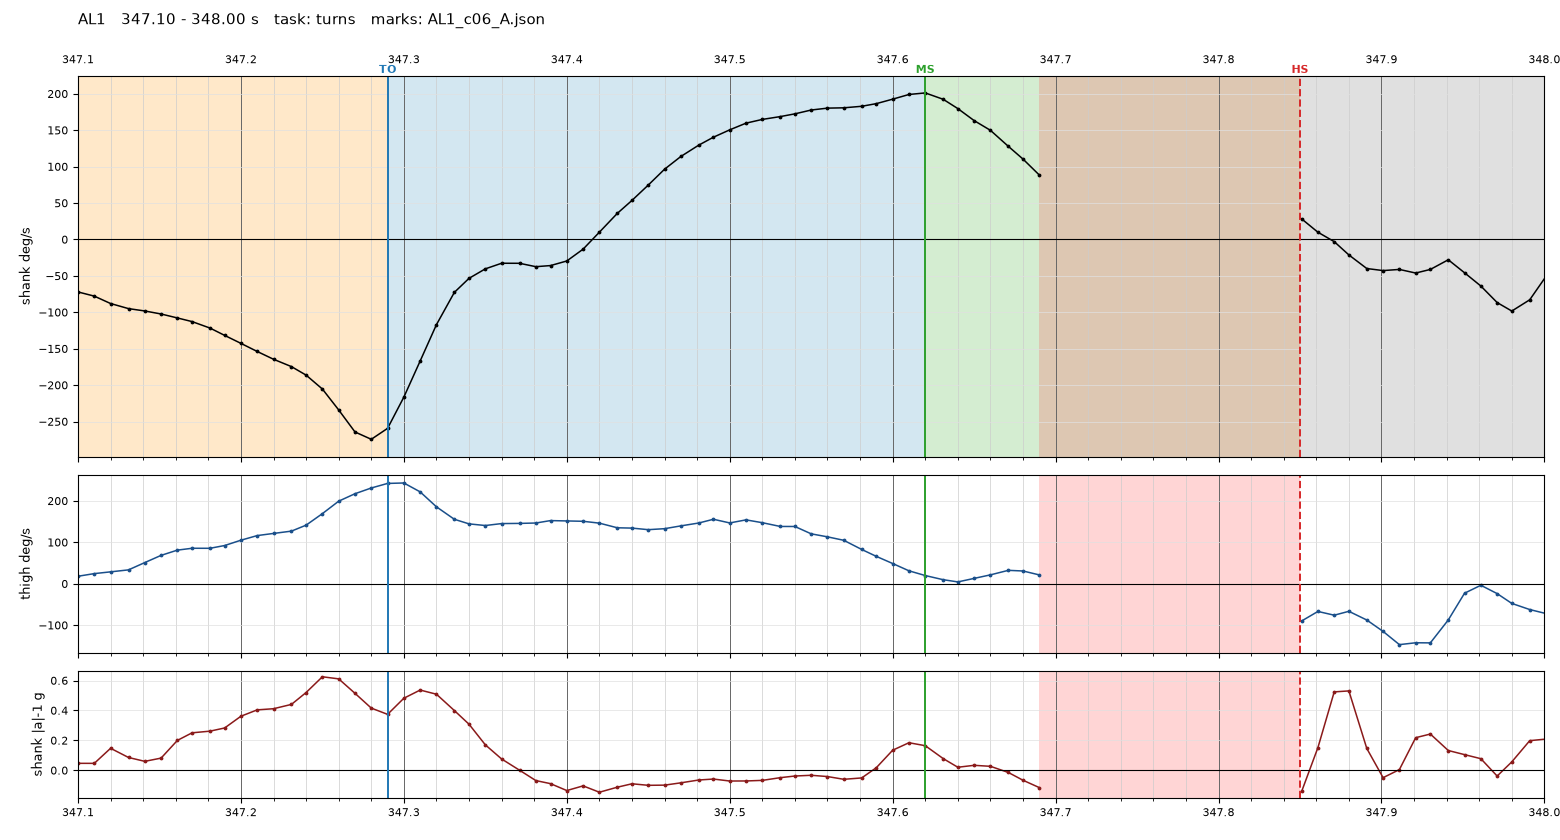 AL1   347.10 - 348.00 s   task: turns   marks: AL1_c06_A.json
347.1 347.2 347.3 347.4 347.5 347.6 347.7 347.8 347.9 348.0
TO MS HS
shank deg/s
200
150
100
50
0
−50
−100
−150
−200
−250
thigh deg/s
200
100
0
−100
shank |a|-1 g
0.6
0.4
0.2
0.0
347.1 347.2 347.3 347.4 347.5 347.6 347.7 347.8 347.9 348.0